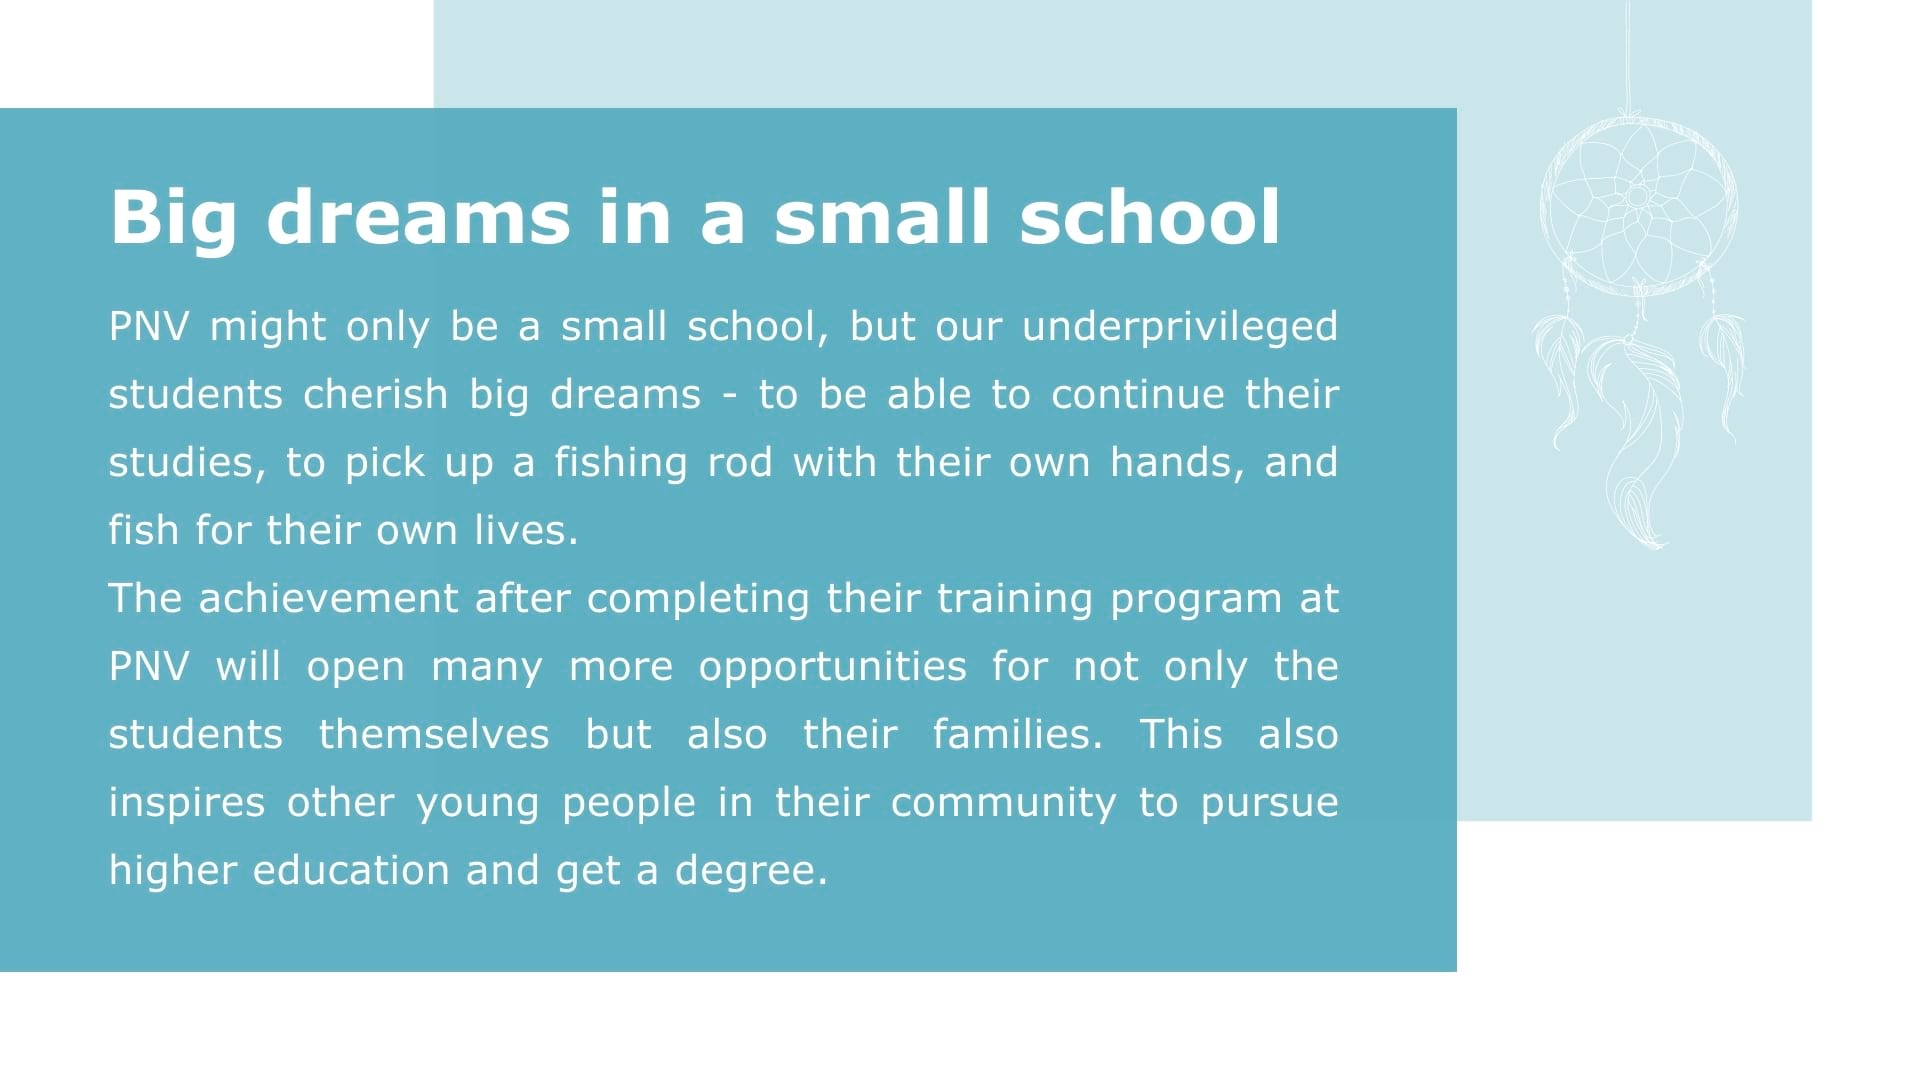 Big dreams in a small school
PNV might only be a small school, but our underprivileged
students cherish big dreams - to be able to continue their
studies, to pick up a fishing rod with their own hands, and
fish for their own lives.
The achievement after completing their training program at
PNV will open many more opportunities for not only the
students themselves but also their families. This also
inspires other young people in their community to pursue
higher education and get a degree.